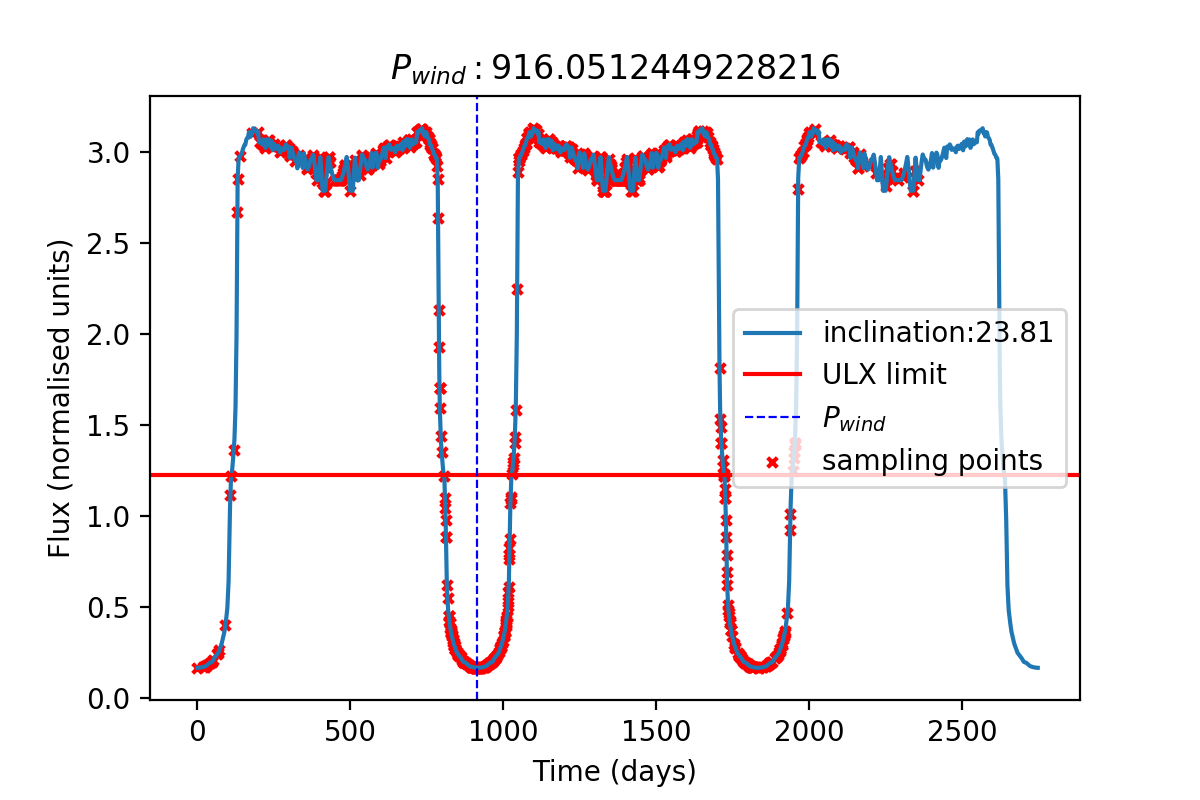 P_wind : 916.0512449228216
Flux (normalised units)
3.0
2.5
2.0
1.5
1.0
0.5
0.0
inclination:23.81
ULX limit
P_wind
sampling points
0 500 1000 1500 2000 2500
Time (days)